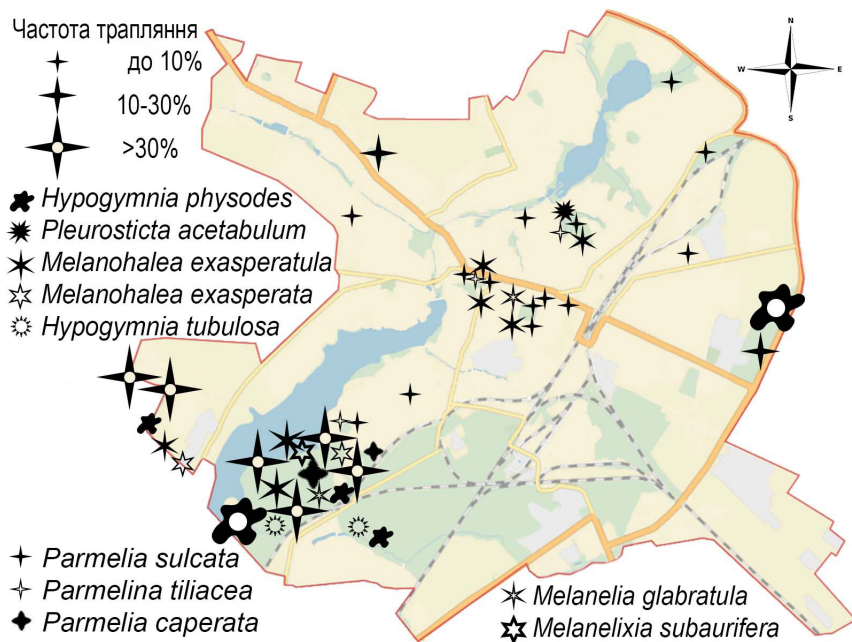 Частота трапляння
до 10%
10-30%
>30%
Hypogymnia physodes
Pleurosticta acetabulum
Melanohalea exasperatula
Melanohalea exasperata
Hypogymnia tubulosa
N
W E
S
Parmelia sulcata
Parmelina tiliacea
Parmelia caperata
Melanelia glabratula
Melanelixia subaurifera